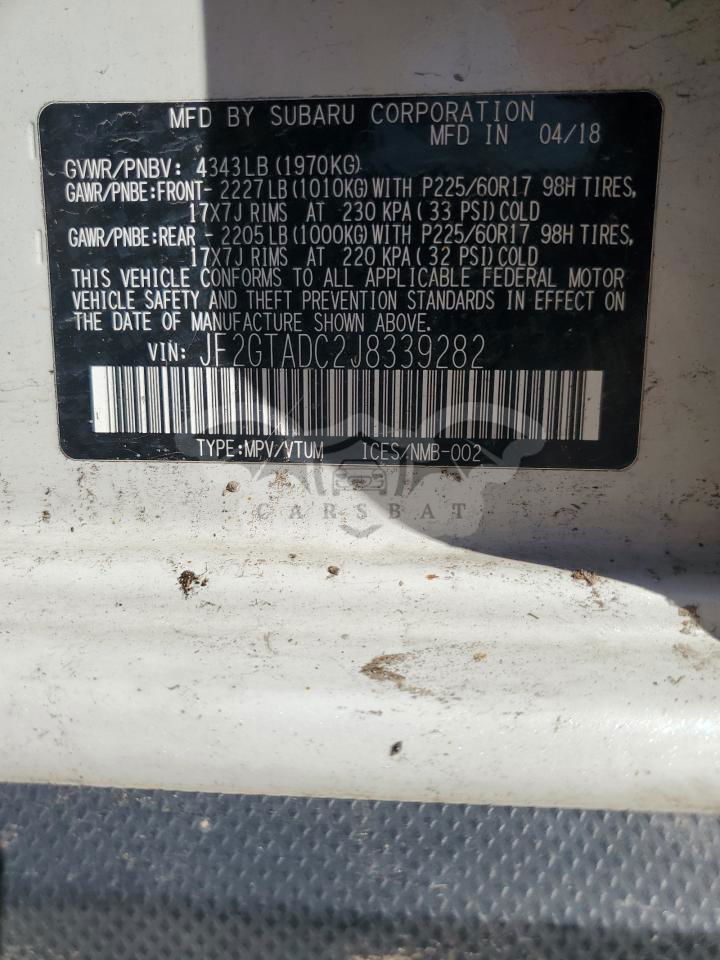 MFD BY SUBARU CORPORATION
MFD IN 04/18
GVWR/PNBV: 4343LB (1970KG)
GAWR/PNBE:FRONT- 2227LB (1010KG) WITH P225/60R17 98H TIRES,
17X7J RIMS AT 230 KPA (33 PSI) COLD
GAWR/PNBE:REAR - 2205LB (1000KG) WITH P225/60R17 98H TIRES,
17X7J RIMS AT 220 KPA (32 PSI) COLD
THIS VEHICLE CONFORMS TO ALL APPLICABLE FEDERAL MOTOR
VEHICLE SAFETY AND THEFT PREVENTION STANDARDS IN EFFECT ON
THE DATE OF MANUFACTURE SHOWN ABOVE.
VIN: JF2GTADC2J8339282
TYPE:MPV/VTUM ICES/NMB-002
CARSBAT